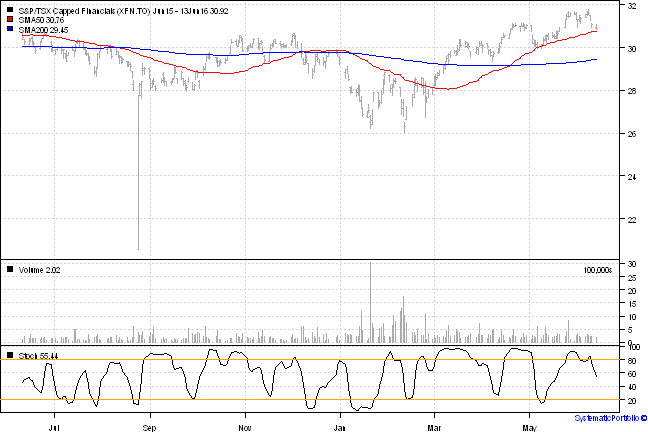 S&P/TSX Capped Financials (XFN.TO) Jun 15 - 13Jun16 30.92
SMA50 30.76
SMA200 29.45
32
30
28
26
24
22
Volume 2.02
100,000s
30
25
20
15
10
5
0
Stoch 55.44
100
80
60
40
20
Jul Sep Nov Jan Mar May
SystematicPortfolio ©